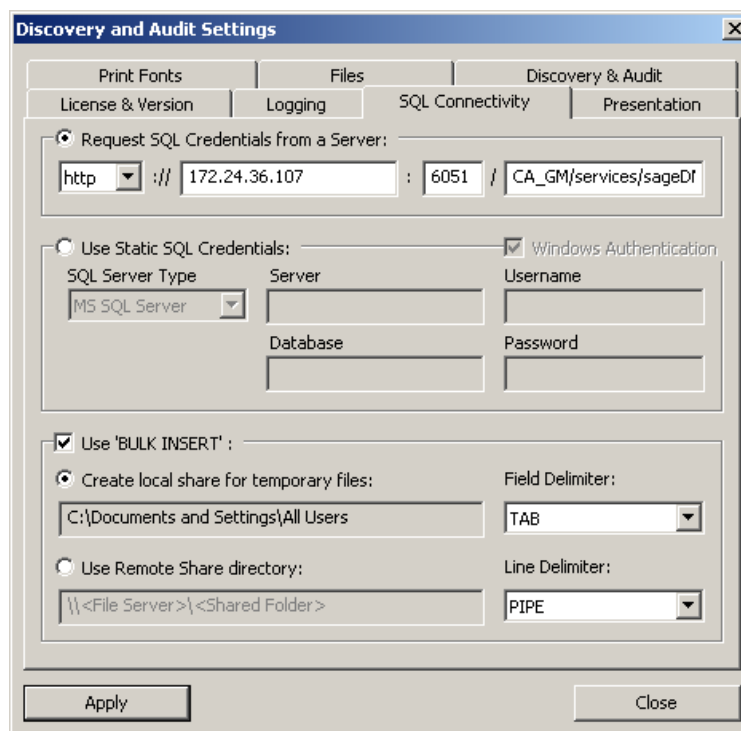 Discovery and Audit Settings
Print Fonts Files Discovery & Audit
License & Version Logging SQL Connectivity Presentation
Request SQL Credentials from a Server:
http :// 172.24.36.107 : 6051 / CA_GM/services/sageD
Use Static SQL Credentials: Windows Authentication
SQL Server Type Server Username
MS SQL Server
Database Password
Use 'BULK INSERT' :
Create local share for temporary files: Field Delimiter:
C:\Documents and Settings\All Users TAB
Use Remote Share directory: Line Delimiter:
\\<File Server>\<Shared Folder> PIPE
Apply Close